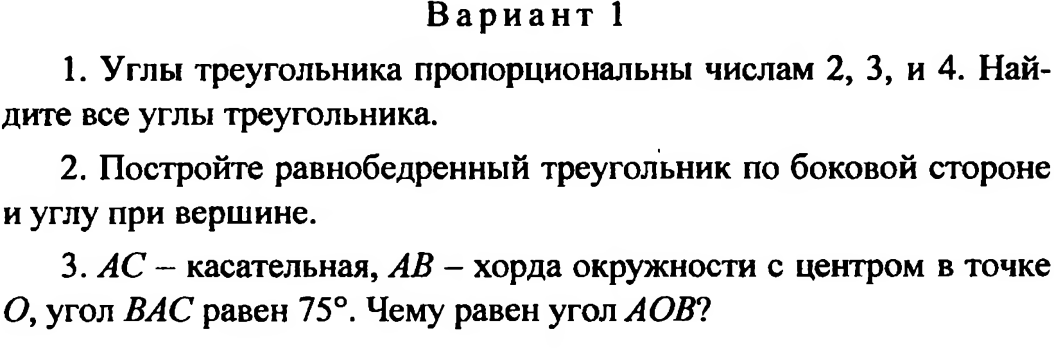 Вариант 1
1. Углы треугольника пропорциональны числам 2, 3, и 4. Най-
дите все углы треугольника.
2. Постройте равнобедренный треугольник по боковой стороне
и углу при вершине.
3. AC – касательная, AB – хорда окружности с центром в точке
O, угол BAC равен 75°. Чему равен угол AOB?